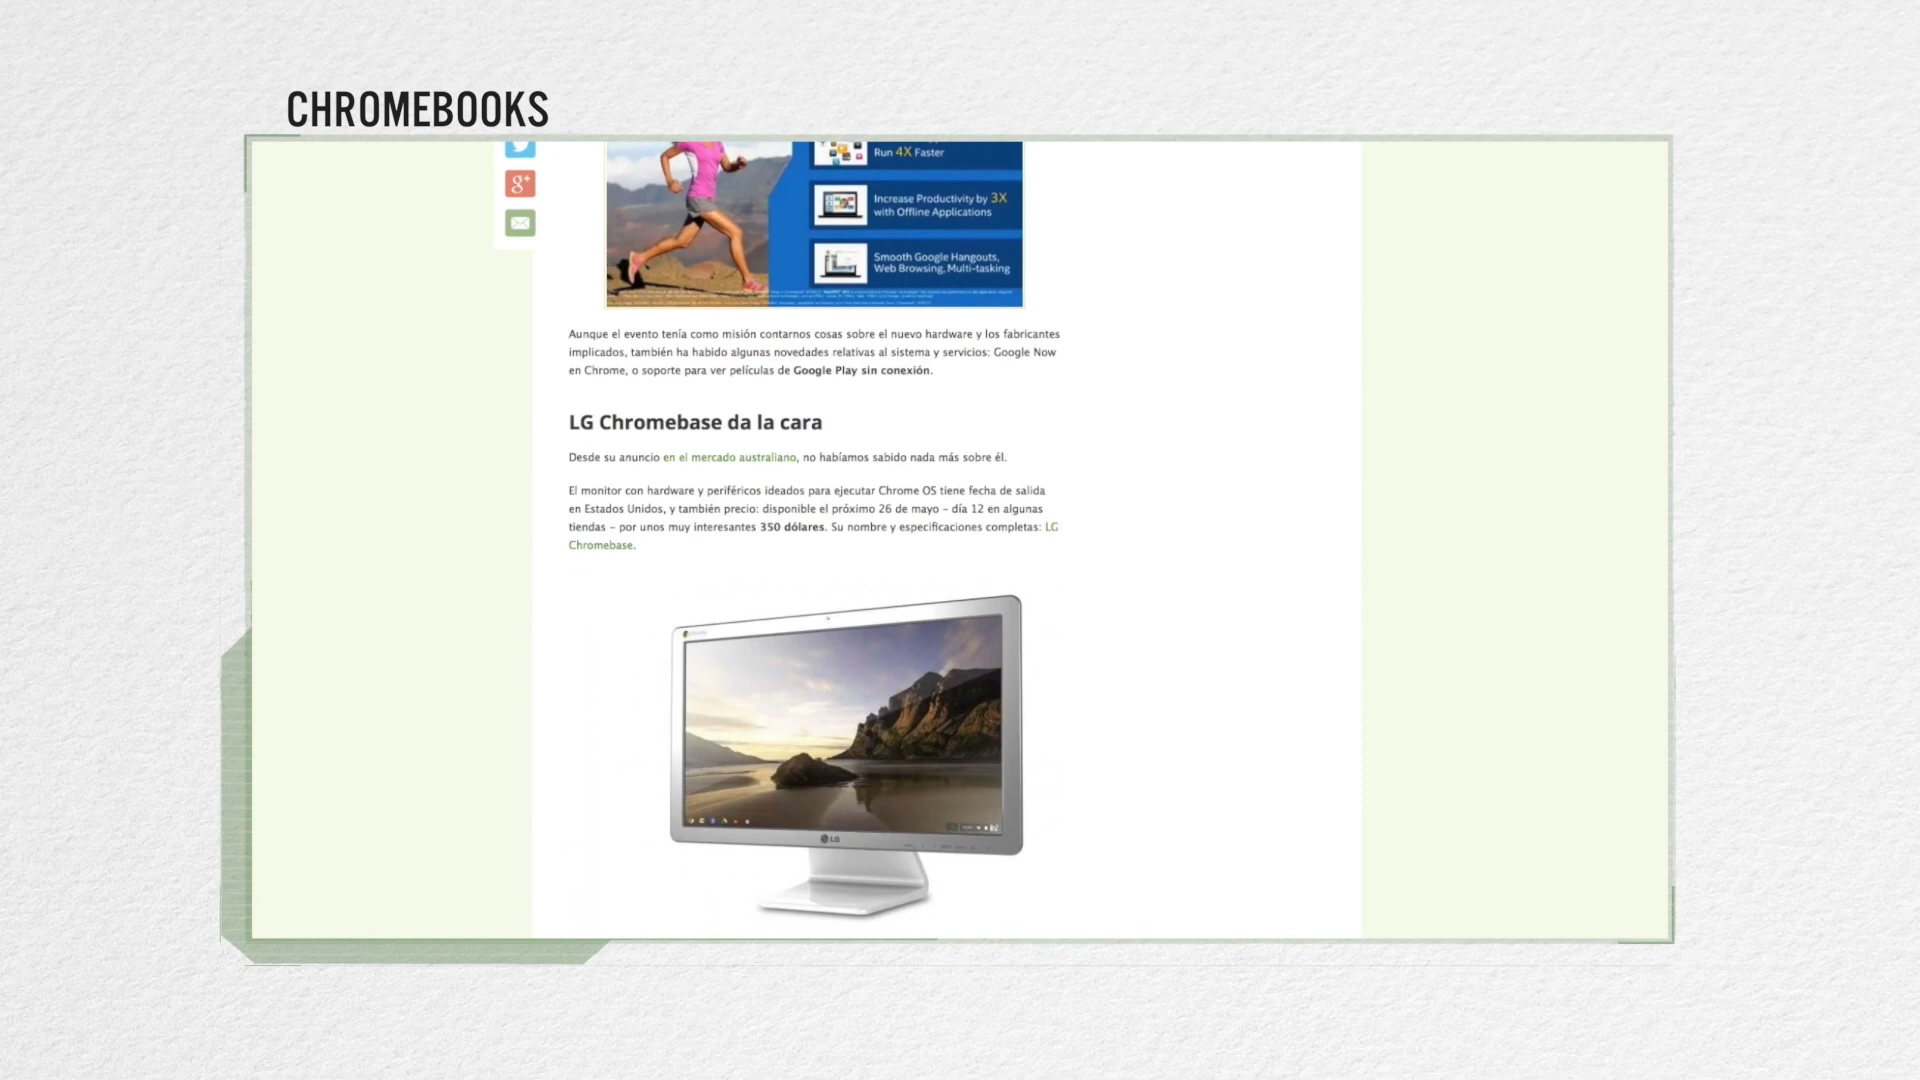 CHROMEBOOKS
Run 4X Faster
g+
Increase Productivity by 3X
with Offline Applications
Smooth Google Hangouts,
Web Browsing, Multi-tasking
Aunque el evento tenía como misión contarnos cosas sobre el nuevo hardware y los fabricantes
implicados, también ha habido algunas novedades relativas al sistema y servicios: Google Now
en Chrome, o soporte para ver películas de Google Play sin conexión.
LG Chromebase da la cara
Desde su anuncio en el mercado australiano, no habíamos sabido nada más sobre él.
El monitor con hardware y periféricos ideados para ejecutar Chrome OS tiene fecha de salida
en Estados Unidos, y también precio: disponible el próximo 26 de mayo – día 12 en algunas
tiendas – por unos muy interesantes 350 dólares. Su nombre y especificaciones completas: LG
Chromebase.
LG